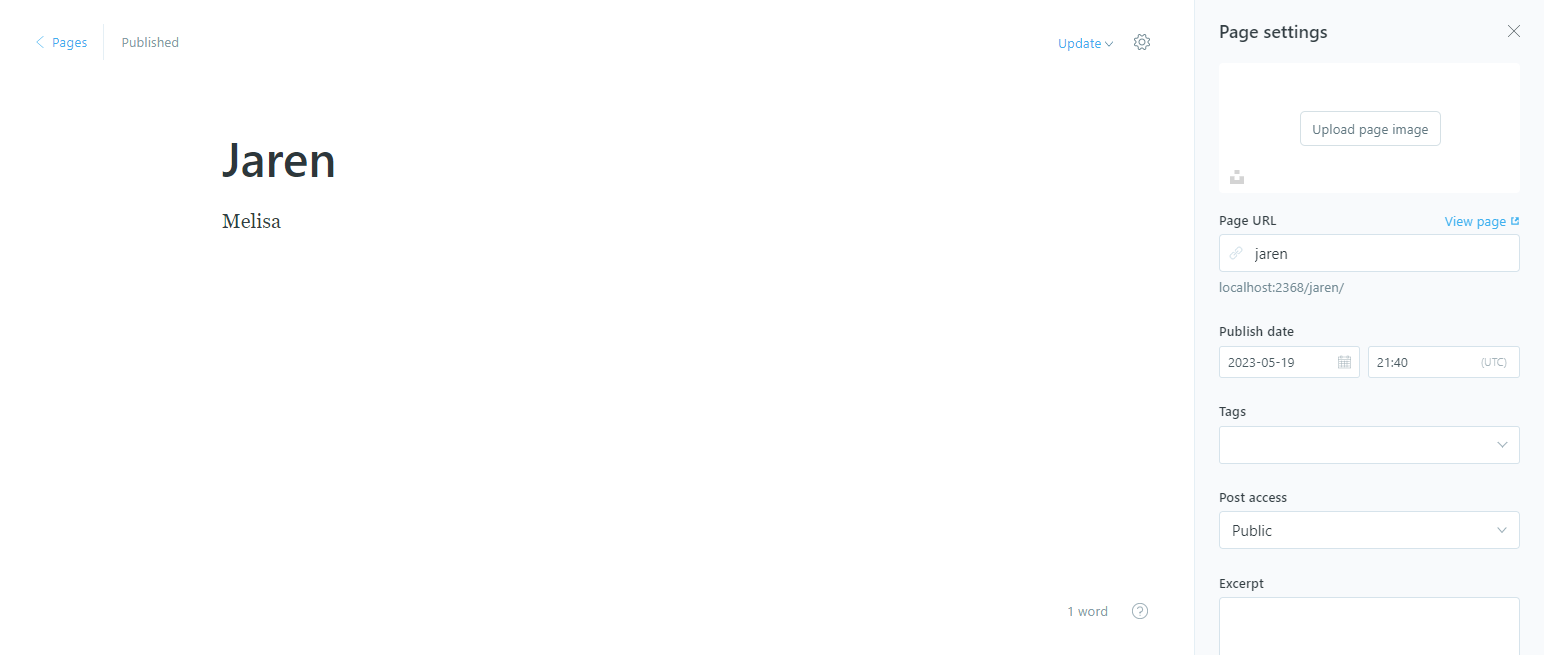 Pages
Published
Update
Jaren
Melisa
1 word
?
Page settings
Upload page image
Page URL
View page
jaren
localhost:2368/jaren/
Publish date
2023-05-19
21:40
(UTC)
Tags
Post access
Public
Excerpt